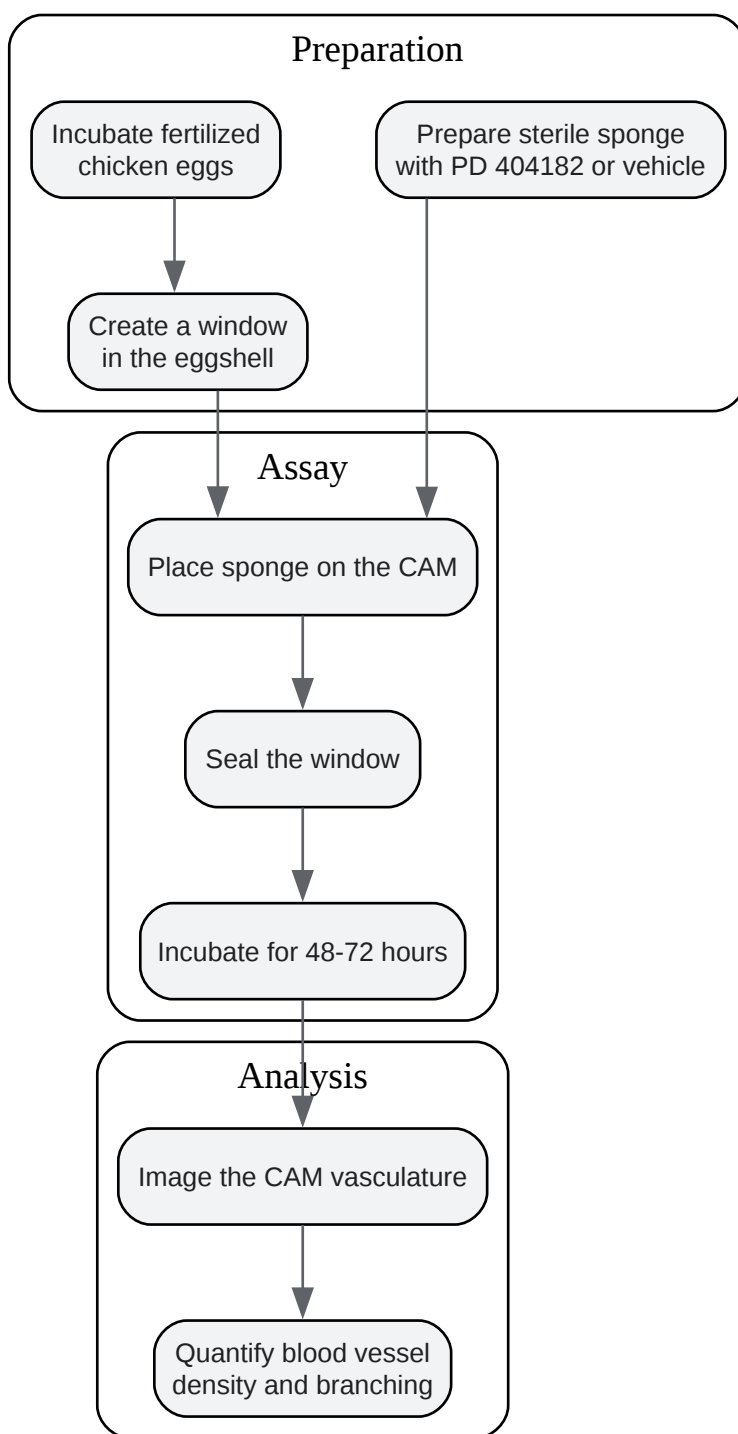 Preparation
Incubate fertilized
chicken eggs
Prepare sterile sponge
with PD 404182 or vehicle
Create a window
in the eggshell
Assay
Place sponge on the CAM
Seal the window
Incubate for 48-72 hours
Analysis
Image the CAM vasculature
Quantify blood vessel
density and branching